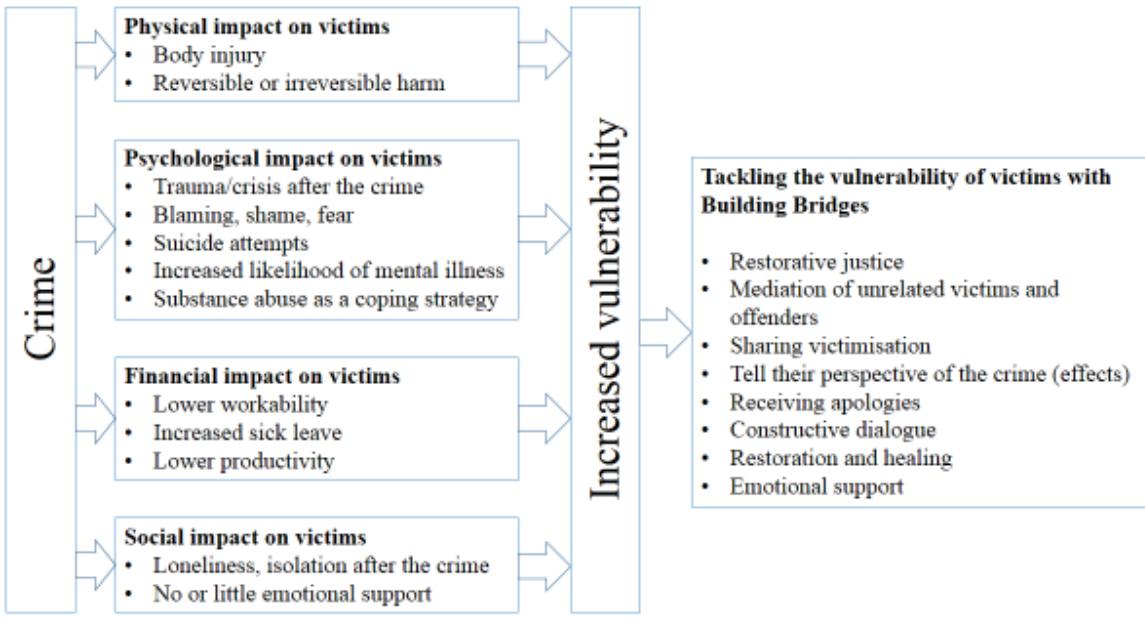 Crime
Physical impact on victims
• Body injury
• Reversible or irreversible harm
Psychological impact on victims
• Trauma/crisis after the crime
• Blaming, shame, fear
• Suicide attempts
• Increased likelihood of mental illness
• Substance abuse as a coping strategy
Financial impact on victims
• Lower workability
• Increased sick leave
• Lower productivity
Social impact on victims
• Loneliness, isolation after the crime
• No or little emotional support
Increased vulnerability
Tackling the vulnerability of victims with
Building Bridges
• Restorative justice
• Mediation of unrelated victims and
offenders
• Sharing victimisation
• Tell their perspective of the crime (effects)
• Receiving apologies
• Constructive dialogue
• Restoration and healing
• Emotional support